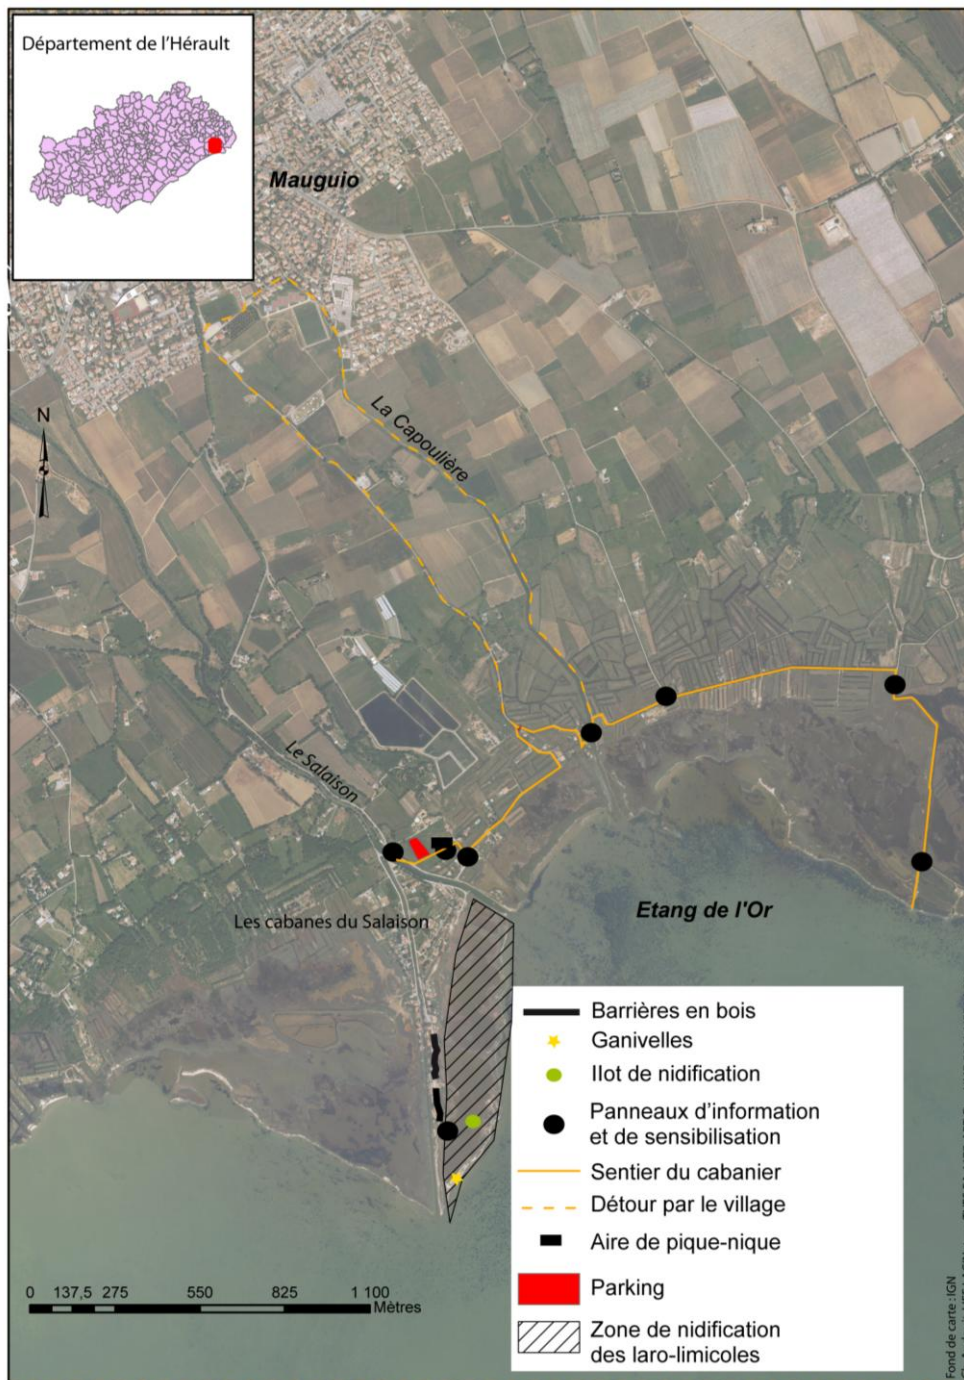 Département de l'Hérault
Mauguio
N
La Capoulière
Le Salaison
Les cabanes du Salaison
Etang de l'Or
Barrières en bois
Ganivelles
Ilot de nidification
Panneaux d'information
et de sensibilisation
Sentier du cabanier
Détour par le village
Aire de pique-nique
Parking
Zone de nidification
des laro-limicoles
0 137,5 275 550 825 1 100
Mètres
Fond de carte : IGN